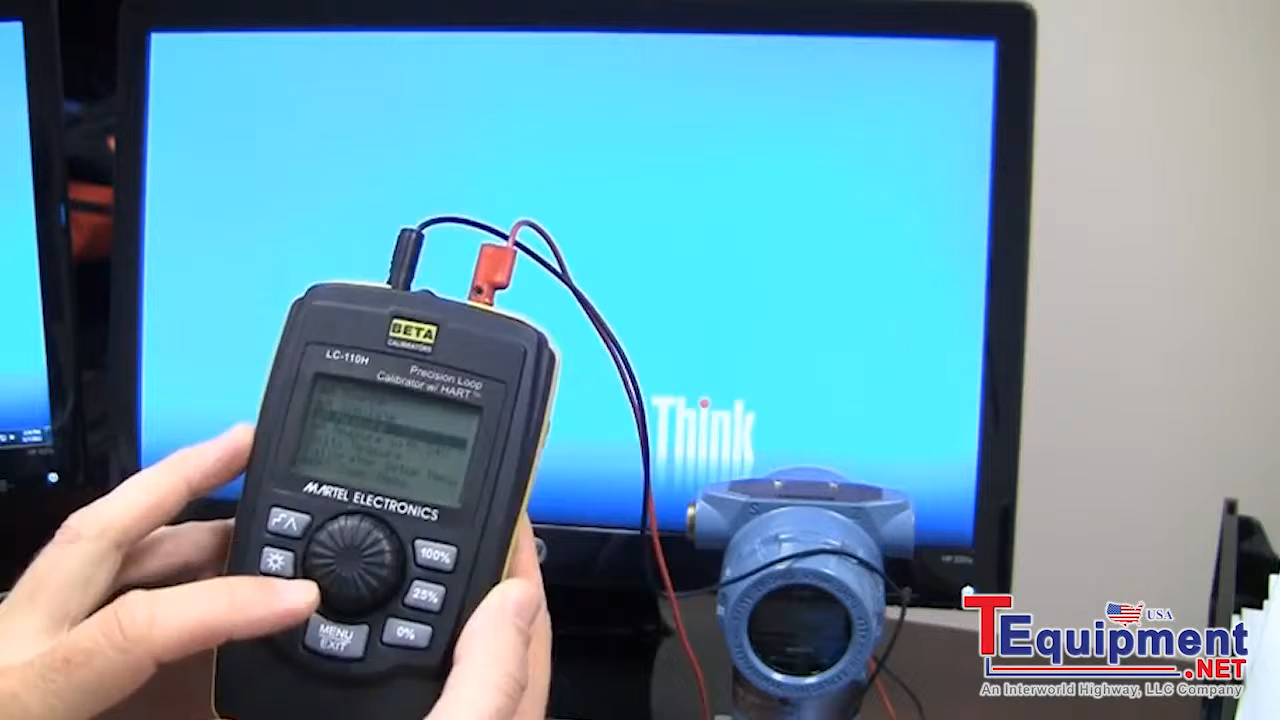 BETA
CALIBRATORS
LC-110H
Precision Loop
Calibrator w/ HART™
MARTEL ELECTRONICS
100%
25%
MENU
EXIT
0%
Think
TEquipment
USA
.NET
An Interworld Highway, LLC Company